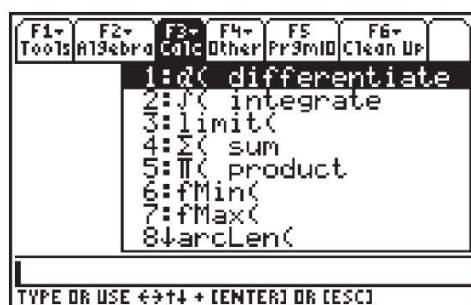 F1▾ F2▾ F3▾ F4▾ F5 F6▾
Tools Algebra Calc Other PrgmIO Clean Up
1:d( differentiate
2:∫( integrate
3:limit(
4:Σ( sum
5:Π( product
6:fMin(
7:fMax(
8↓arcLen(
TYPE OR USE ←→↑↓ + [ENTER] OR [ESC]